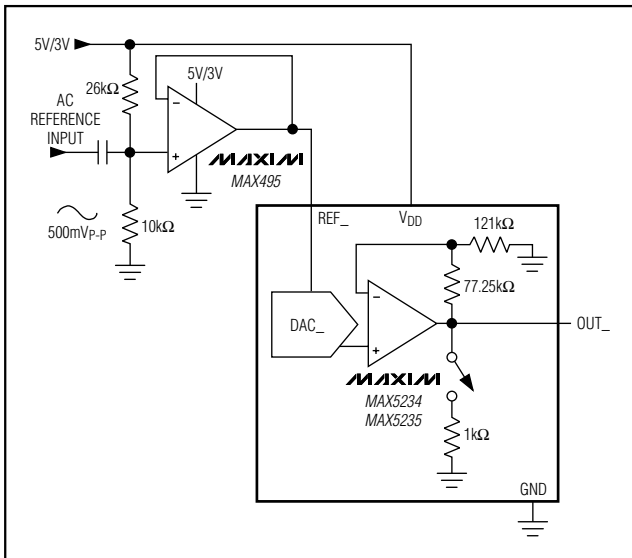 5V/3V
5V/3V
26kΩ
AC
REFERENCE
INPUT
−
+
MAXIM
MAX495
500mVP-P
10kΩ
REF_
VDD
121kΩ
77.25kΩ
−
DAC_
+
OUT_
MAXIM
MAX5234
MAX5235
1kΩ
GND